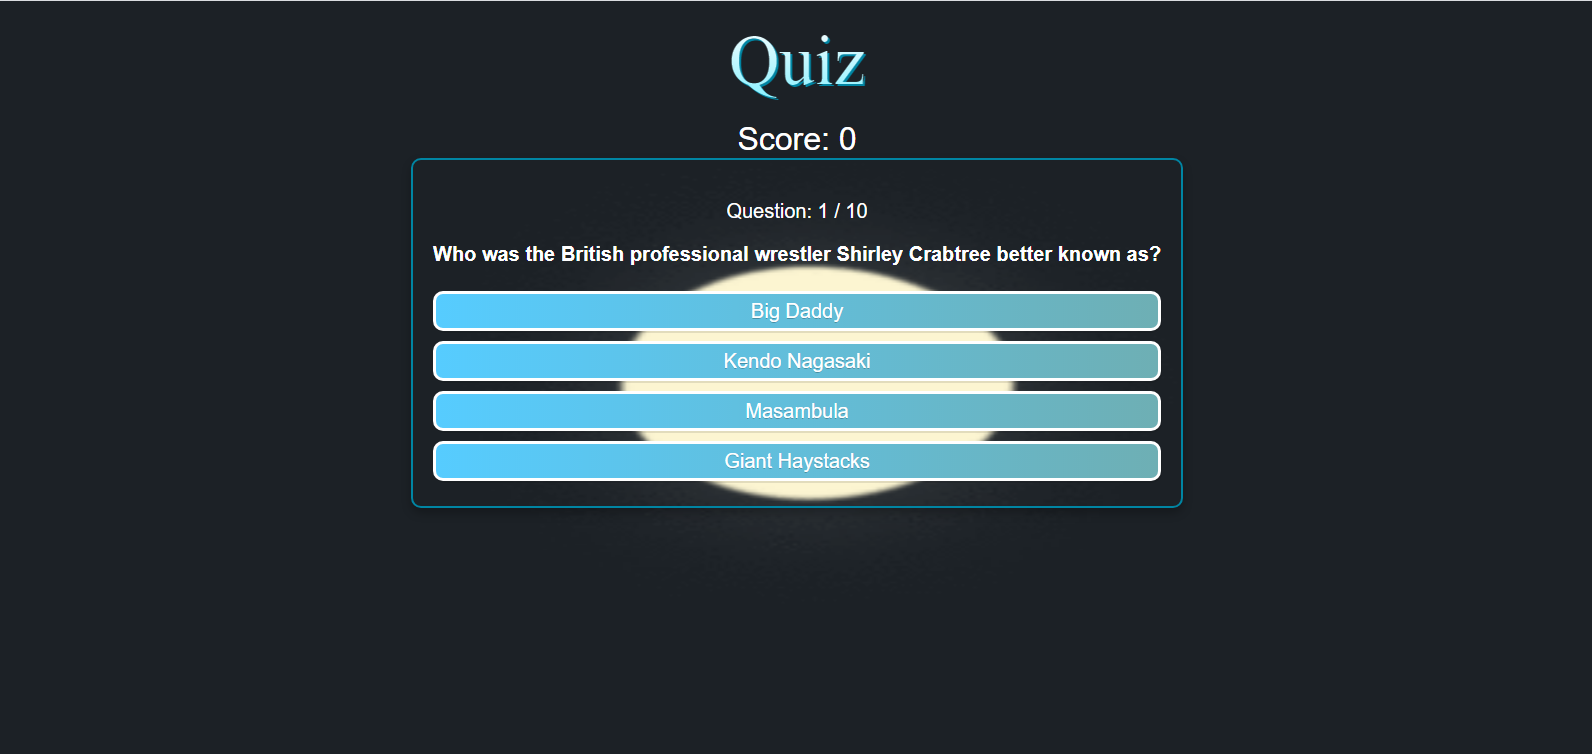 Quiz
Score: 0
Question: 1 / 10
Who was the British professional wrestler Shirley Crabtree better known as?
Big Daddy
Kendo Nagasaki
Masambula
Giant Haystacks